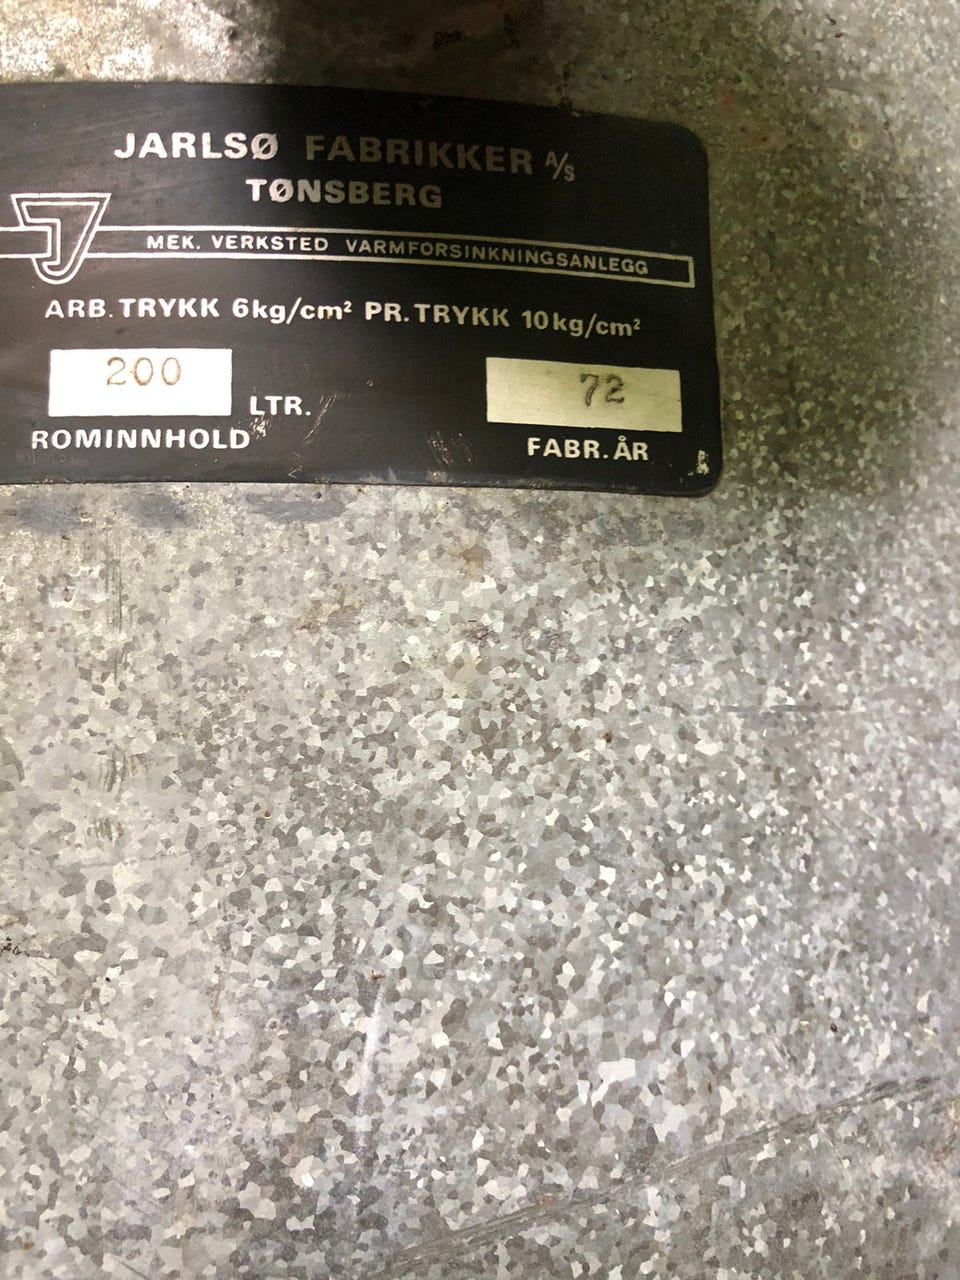 JARLSØ FABRIKKER A/S
TØNSBERG
J
MEK. VERKSTED VARMFORSINKNINGSANLEGG
ARB. TRYKK 6kg/cm² PR. TRYKK 10kg/cm²
200 LTR.
72
ROMINNHOLD
FABR. ÅR